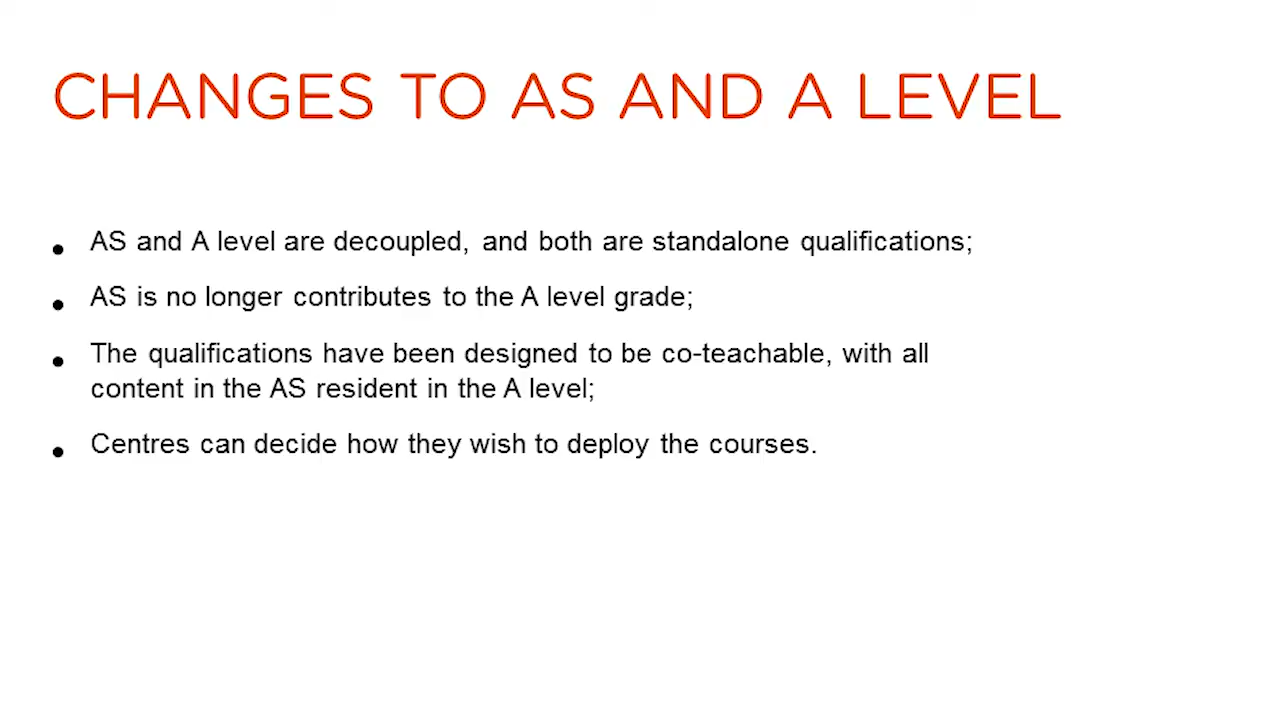 CHANGES TO AS AND A LEVEL
• AS and A level are decoupled, and both are standalone qualifications;
• AS is no longer contributes to the A level grade;
• The qualifications have been designed to be co-teachable, with all
content in the AS resident in the A level;
• Centres can decide how they wish to deploy the courses.